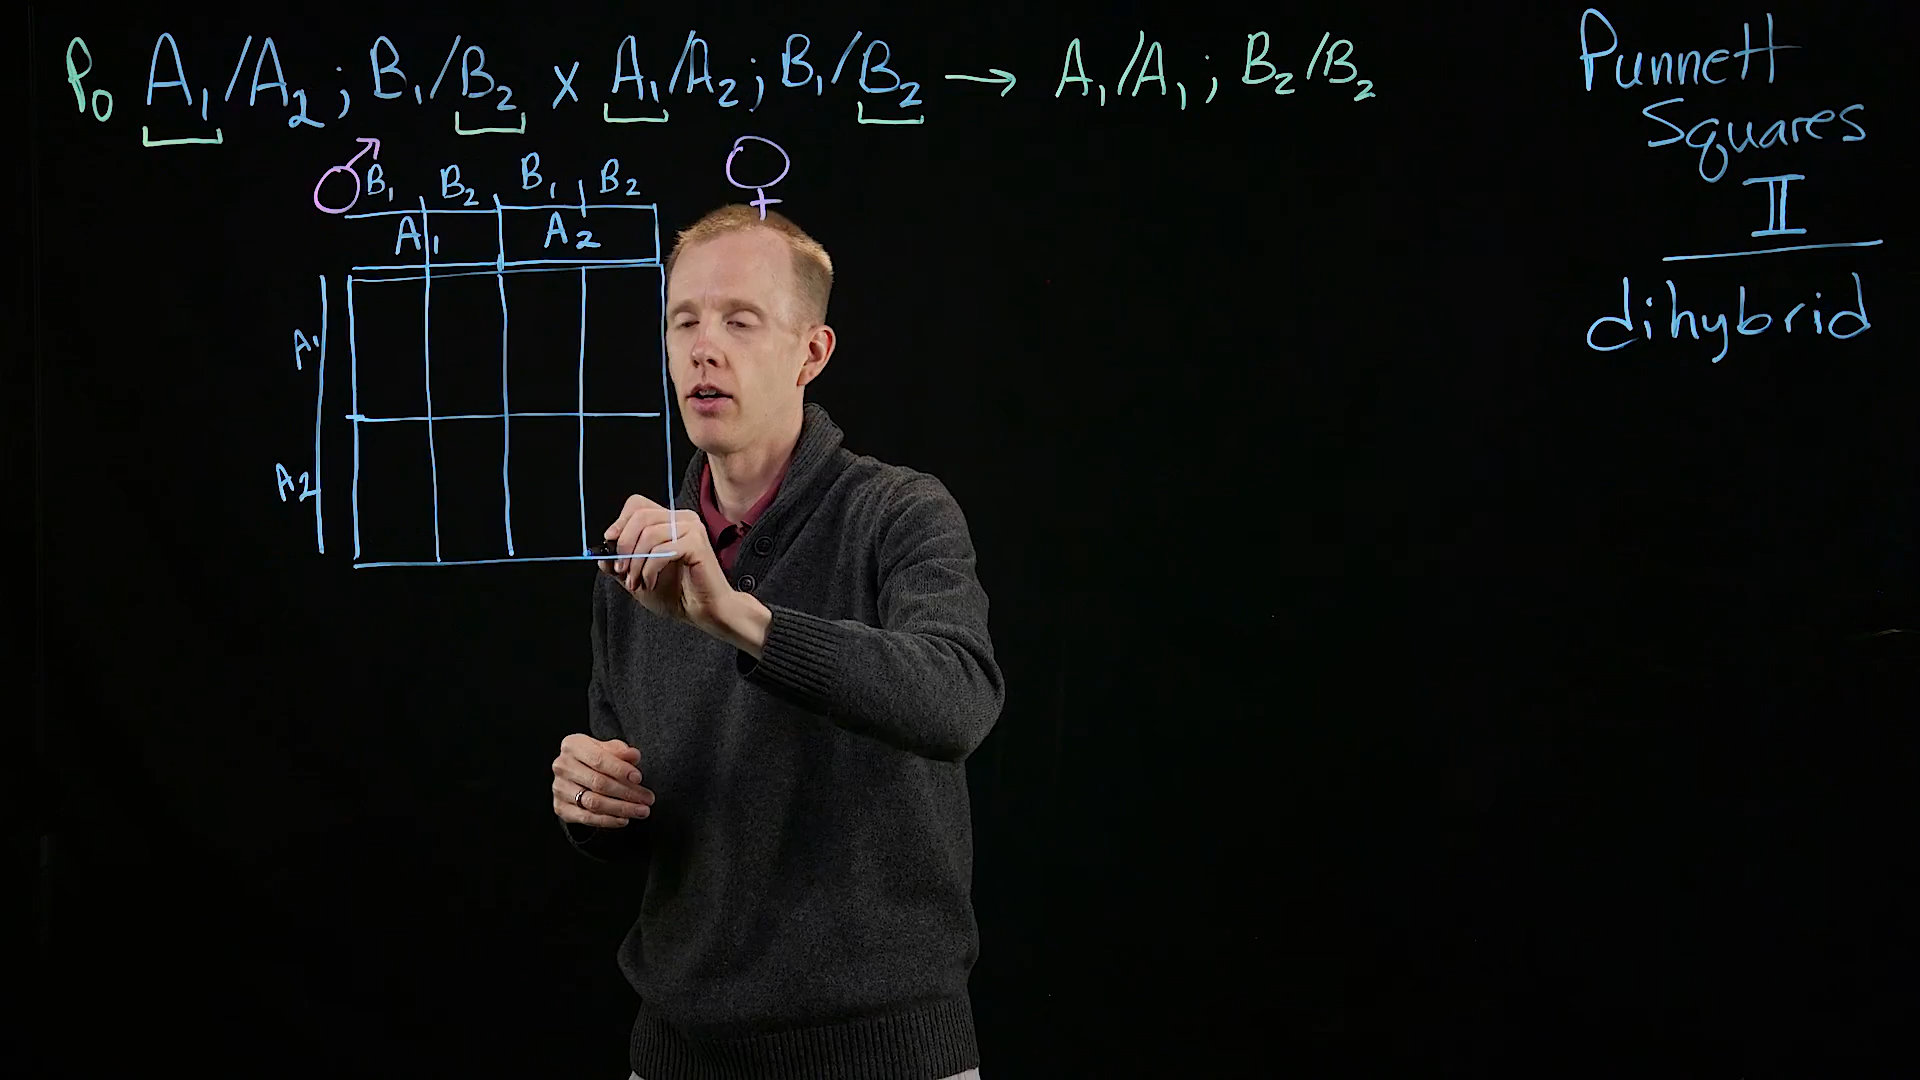 P₀ A₁/A₂; B₁/B₂ x A₁/A₂; B₁/B₂ → A₁/A₁; B₂/B₂
Punnett
Squares
II
dihybrid
♂ ♀
B₁ B₂ B₁ B₂
A₁ A₂
A₁
A₂